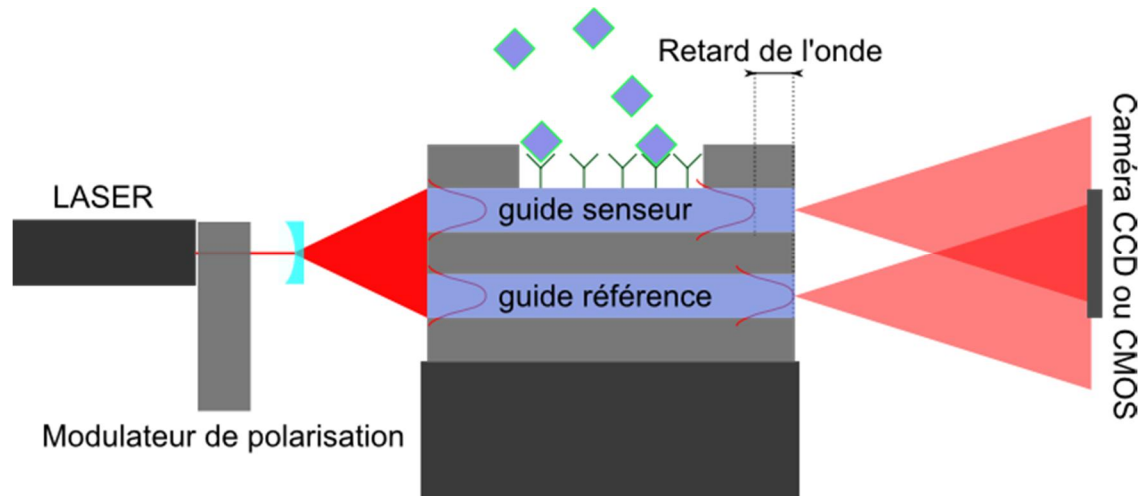 Retard de l'onde
LASER
guide senseur
guide référence
Modulateur de polarisation
Caméra CCD ou CMOS